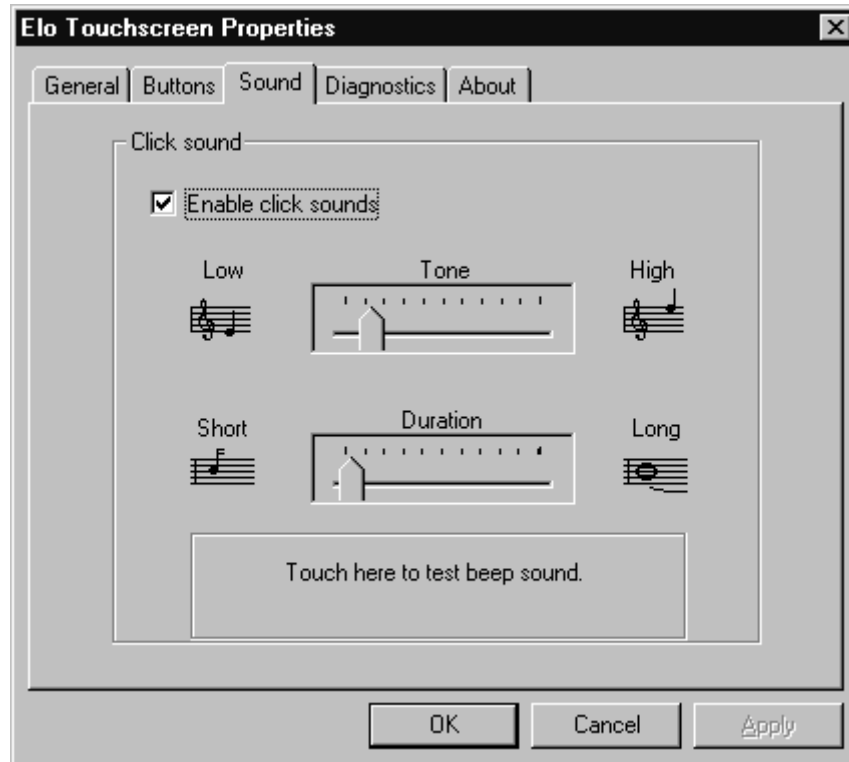 Elo Touchscreen Properties
General Buttons Sound Diagnostics About
Click sound
Enable click sounds
Low Tone High
Short Duration Long
Touch here to test beep sound.
OK Cancel Apply